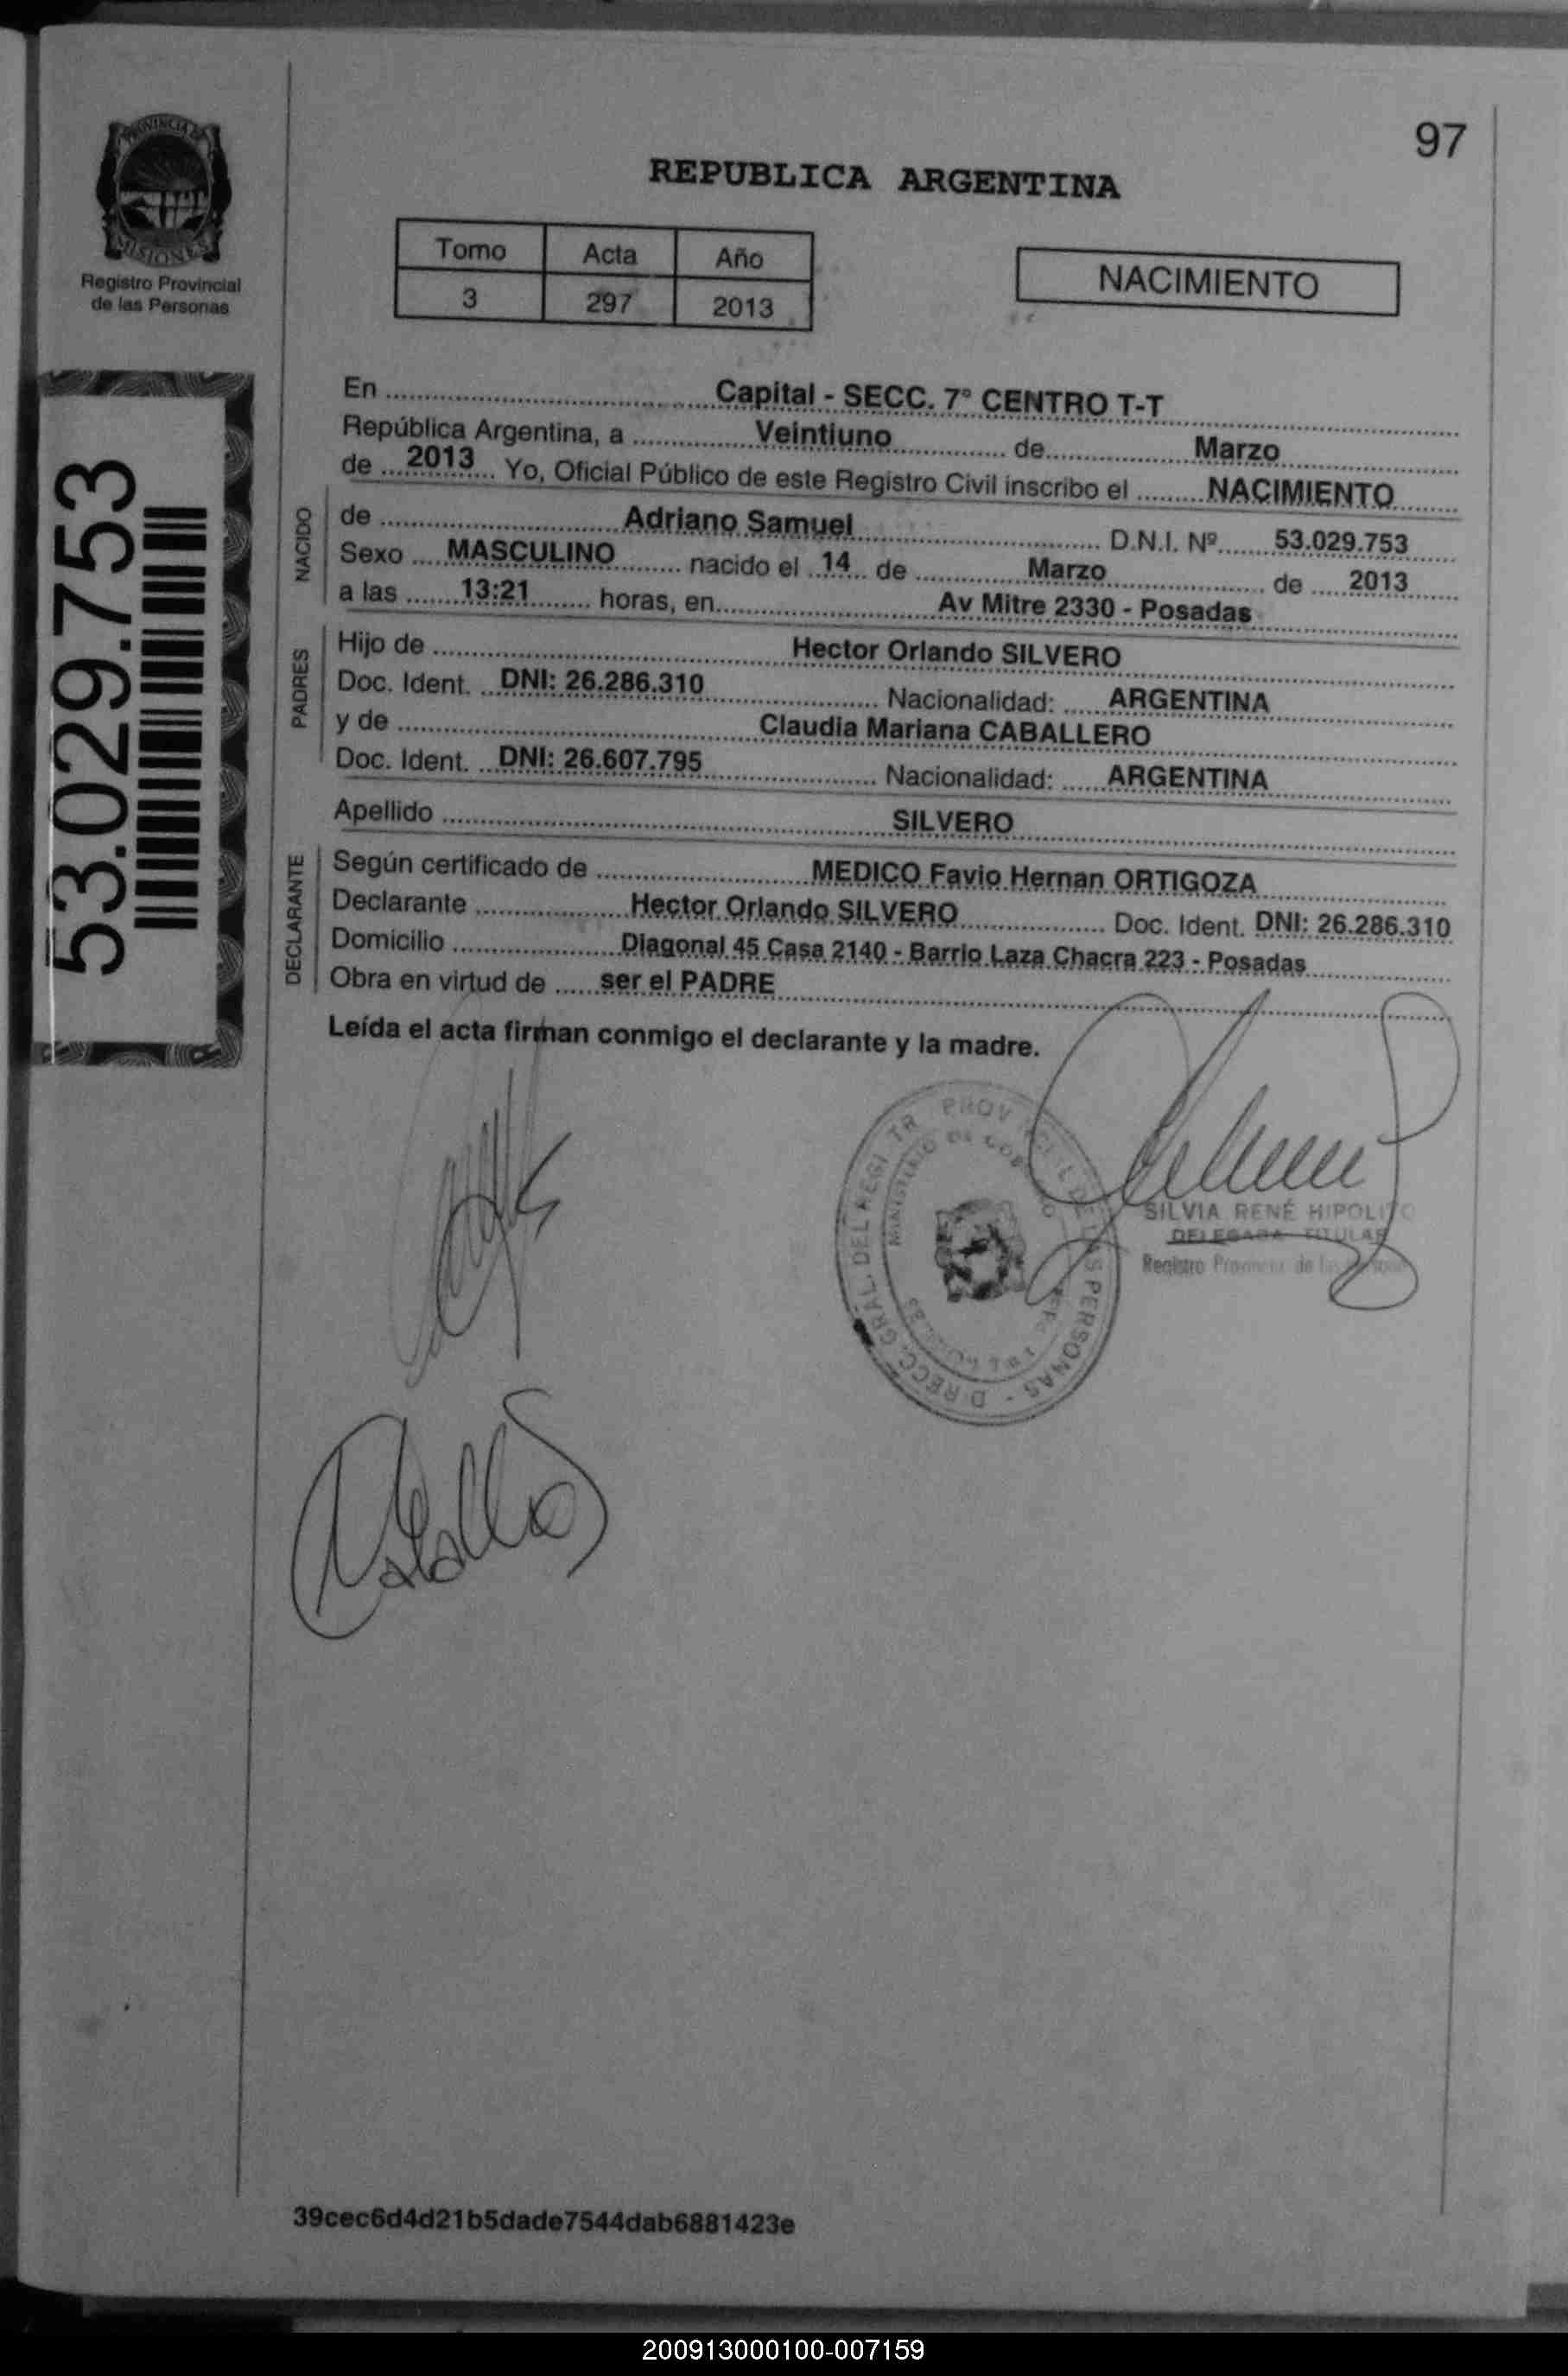 97
REPUBLICA ARGENTINA
PROVINCIA DE
MISIONES
Registro Provincial
de las Personas
Tomo Acta Año
3 297 2013
NACIMIENTO
53.029.753
En Capital - SECC. 7° CENTRO T-T
República Argentina, a Veintiuno de Marzo
de 2013 Yo, Oficial Público de este Registro Civil inscribo el NACIMIENTO
NACIDO
de Adriano Samuel D.N.I. Nº 53.029.753
Sexo MASCULINO nacido el 14 de Marzo de 2013
a las 13:21 horas, en Av Mitre 2330 - Posadas
PADRES
Hijo de Hector Orlando SILVERO
Doc. Ident. DNI: 26.286.310 Nacionalidad: ARGENTINA
y de Claudia Mariana CABALLERO
Doc. Ident. DNI: 26.607.795 Nacionalidad: ARGENTINA
Apellido SILVERO
DECLARANTE
Según certificado de MEDICO Favio Hernan ORTIGOZA
Declarante Hector Orlando SILVERO Doc. Ident. DNI: 26.286.310
Domicilio Diagonal 45 Casa 2140 - Barrio Laza Chacra 223 - Posadas
Obra en virtud de ser el PADRE
Leída el acta firman conmigo el declarante y la madre.
SILVIA RENÉ HIPOLITO
DELEGADA TITULAR
Registro
PERSONAS
39cec6d4d21b5dade7544dab6881423e
200913000100-007159